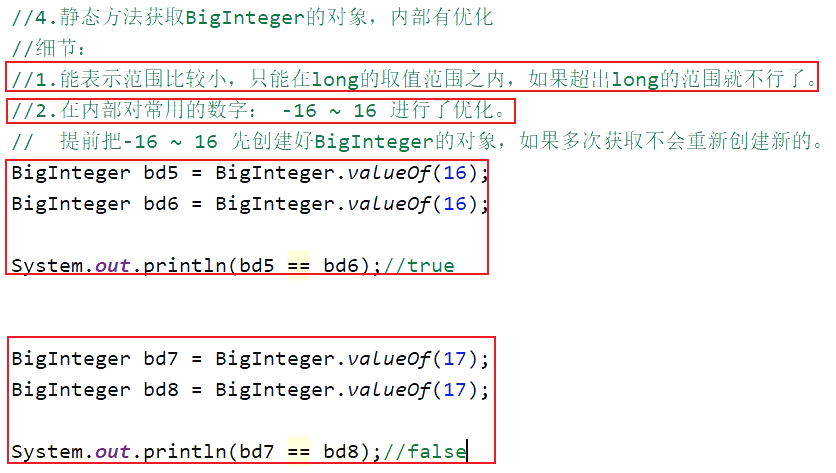 //4.静态方法获取BigInteger的对象，内部有优化
//细节：
//1.能表示范围比较小，只能在long的取值范围之内，如果超出long的范围就不行了。
//2.在内部对常用的数字： -16 ~ 16 进行了优化。
//  提前把-16 ~ 16 先创建好BigInteger的对象，如果多次获取不会重新创建新的。
BigInteger bd5 = BigInteger.valueOf(16);
BigInteger bd6 = BigInteger.valueOf(16);
System.out.println(bd5 == bd6);//true
BigInteger bd7 = BigInteger.valueOf(17);
BigInteger bd8 = BigInteger.valueOf(17);
System.out.println(bd7 == bd8);//false